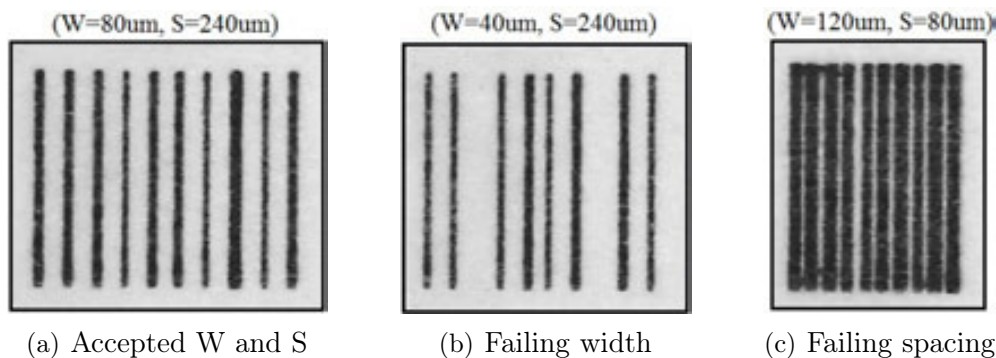 (W=80um, S=240um)
(W=40um, S=240um)
(W=120um, S=80um)
(a) Accepted W and S
(b) Failing width
(c) Failing spacing